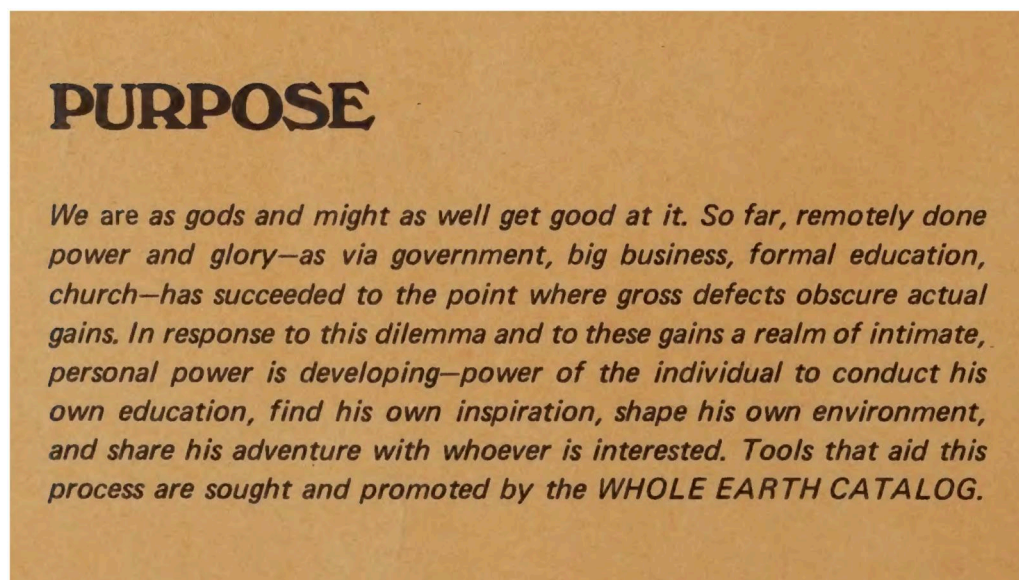 PURPOSE
We are as gods and might as well get good at it. So far, remotely done
power and glory—as via government, big business, formal education,
church—has succeeded to the point where gross defects obscure actual
gains. In response to this dilemma and to these gains a realm of intimate,
personal power is developing—power of the individual to conduct his
own education, find his own inspiration, shape his own environment,
and share his adventure with whoever is interested. Tools that aid this
process are sought and promoted by the WHOLE EARTH CATALOG.